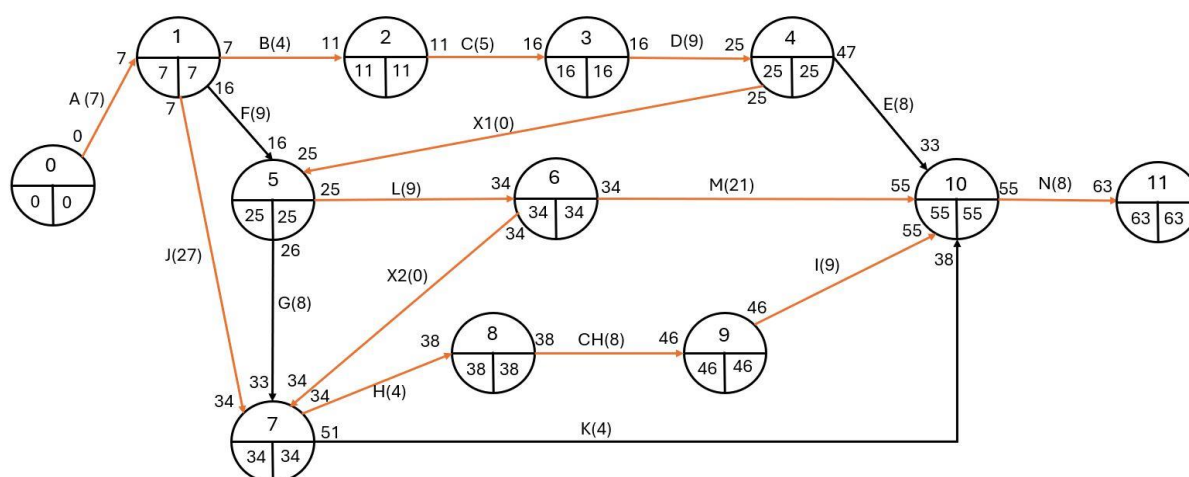 1
2
3
4
7 7 B(4) 11 11 C(5) 16 16 D(9) 25 47
7 7
11 11
16 16
25 25
A (7)
7 16 25
F(9)
E(8)
X1(0)
0
16 25
33
0
5
6
10
11
25 L(9) 34 34 M(21) 55 55 N(8) 63
0 0
25 25
34 34
55 55
63 63
26 34 55
J(27)
X2(0)
I(9)
38
G(8)
46
8
9
38 38 CH(8) 46
38 38
46 46
33 34
34 34 H(4)
7
51 K(4)
34 34